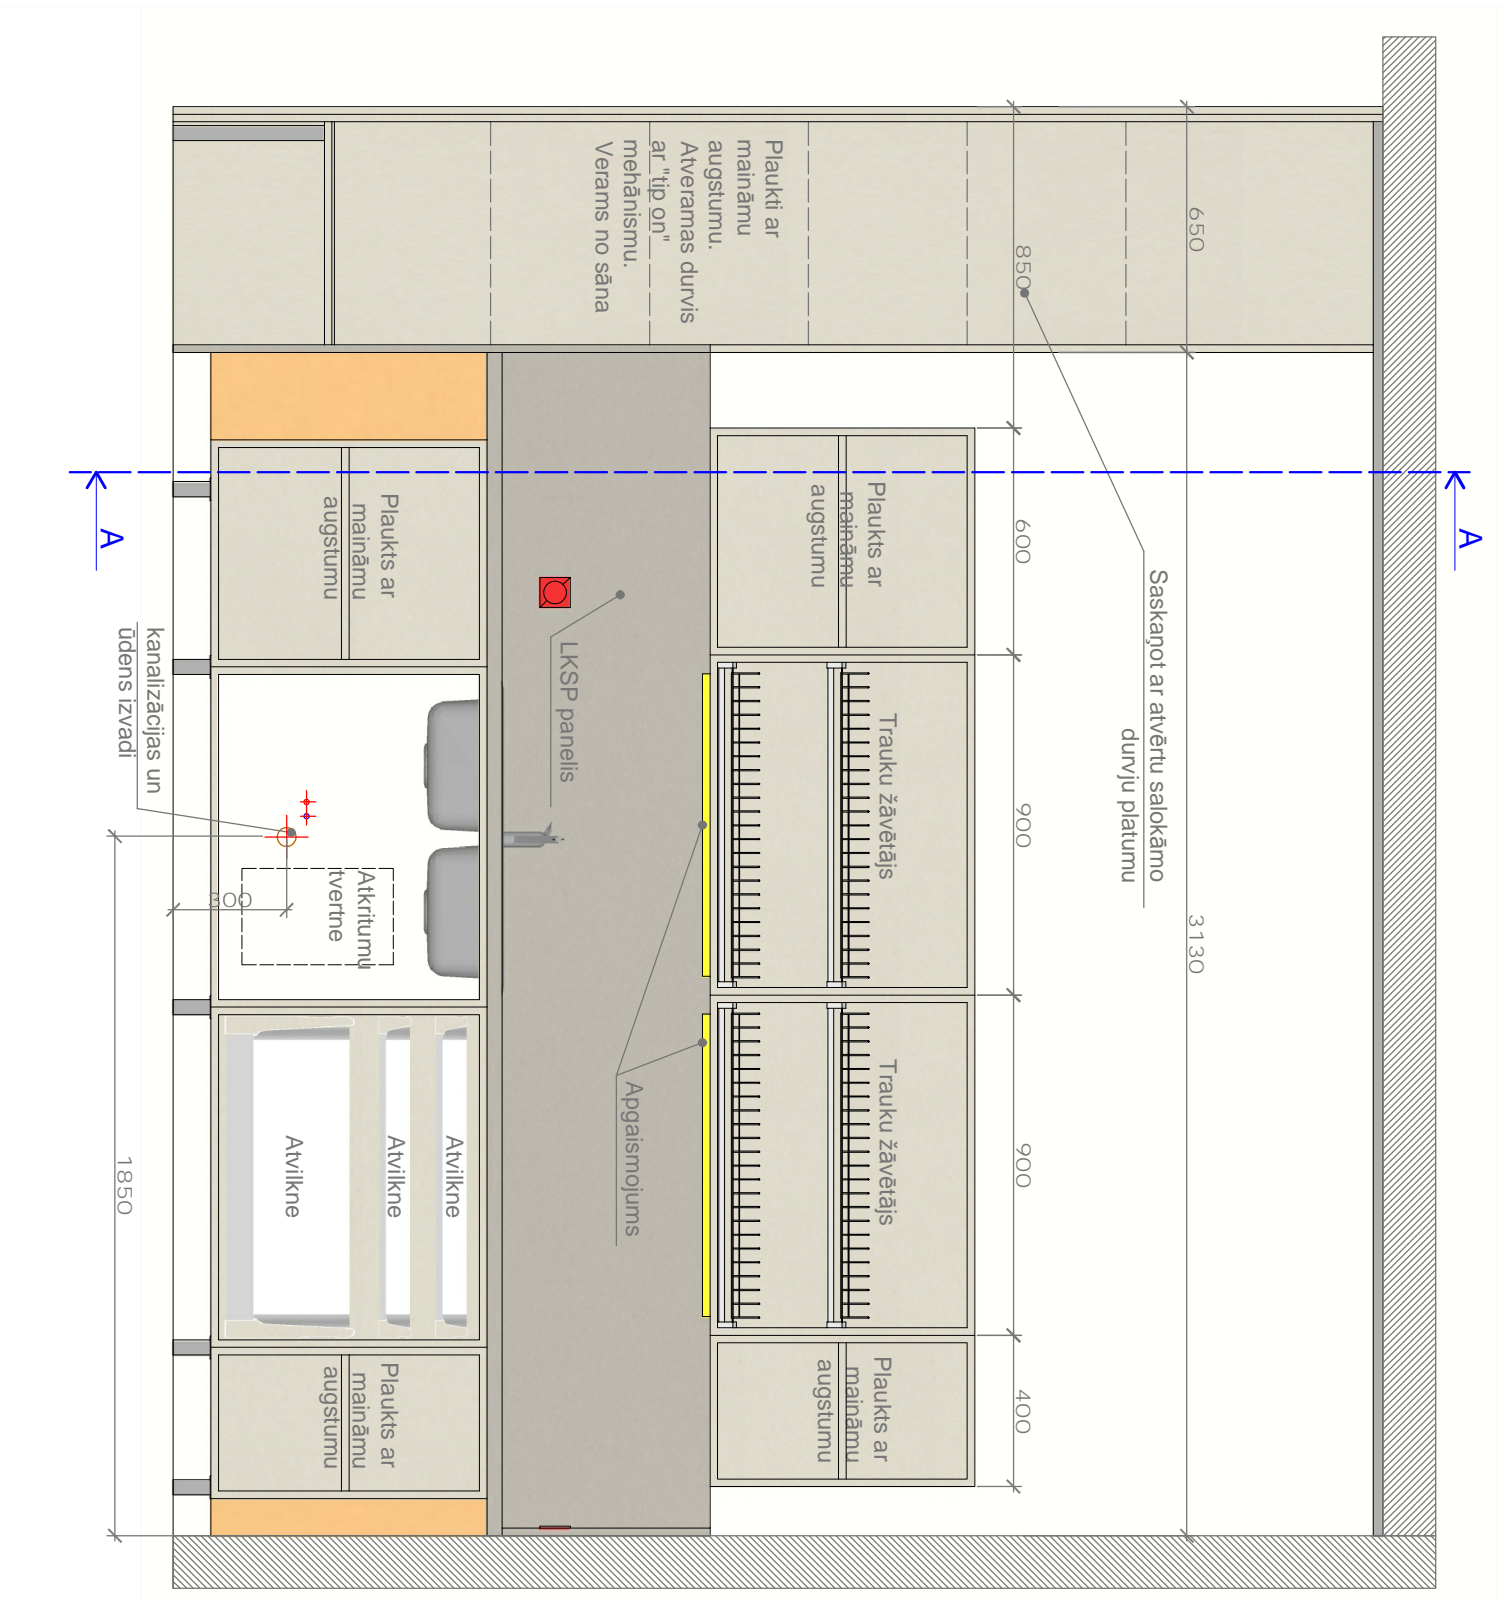 Plaukti ar
maināmu
augstumu.
Atveramas durvis
ar "tip on"
mehānismu.
Verams no sāna
650
850
3130
Saskaņot ar atvērtu salokāmo
durvju platumu
600
900
900
400
Plaukts ar
maināmu
augstumu
Trauku žāvētājs
Trauku žāvētājs
Plaukts ar
maināmu
augstumu
LKSP panelis
Apgaismojums
Plaukts ar
maināmu
augstumu
Atkritumu
tvertne
Atvilkne
Atvilkne
Atvilkne
Plaukts ar
maināmu
augstumu
kanalizācijas un
ūdens izvadi
300
1850
A
A